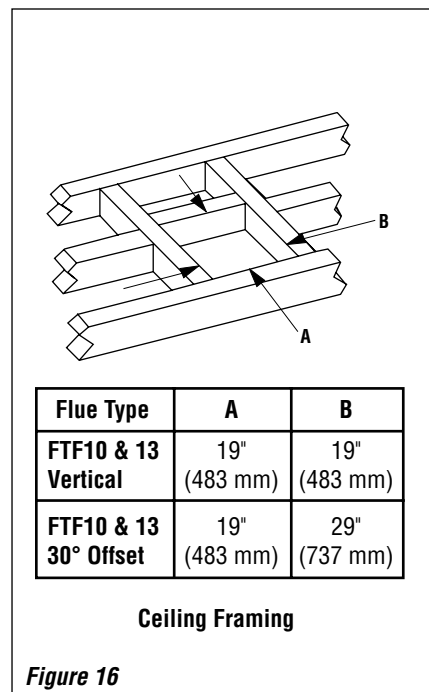 B
A
Flue Type A B
FTF10 & 13 Vertical 19" (483 mm) 19" (483 mm)
FTF10 & 13 30° Offset 19" (483 mm) 29" (737 mm)
Ceiling Framing
Figure 16